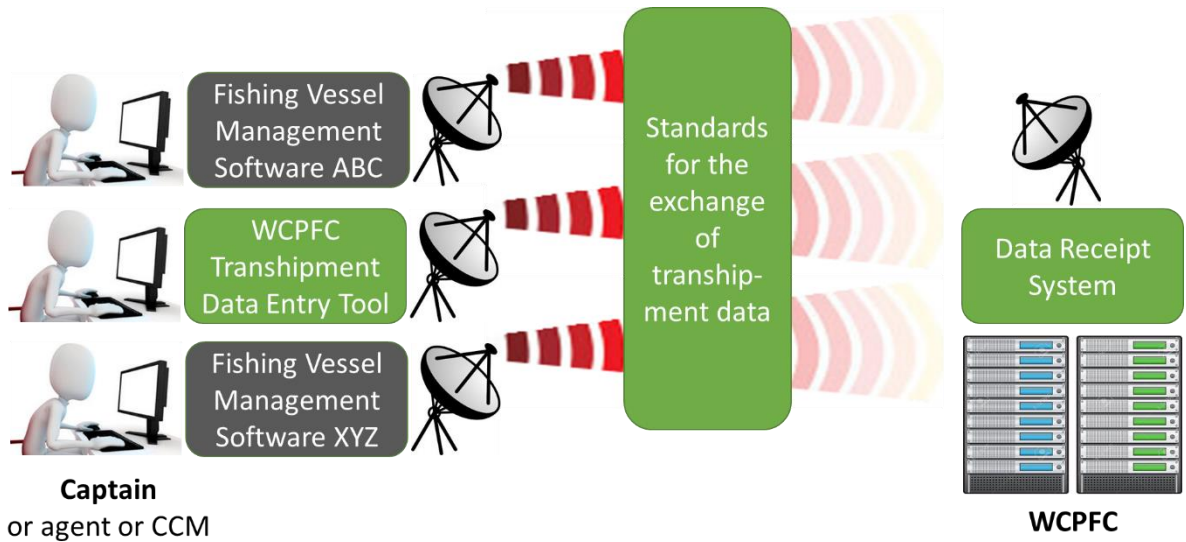 Fishing Vessel
Management
Software ABC
WCPFC
Transhipment
Data Entry Tool
Fishing Vessel
Management
Software XYZ
Captain
or agent or CCM
Standards
for the
exchange
of
tranship-
ment data
Data Receipt
System
WCPFC